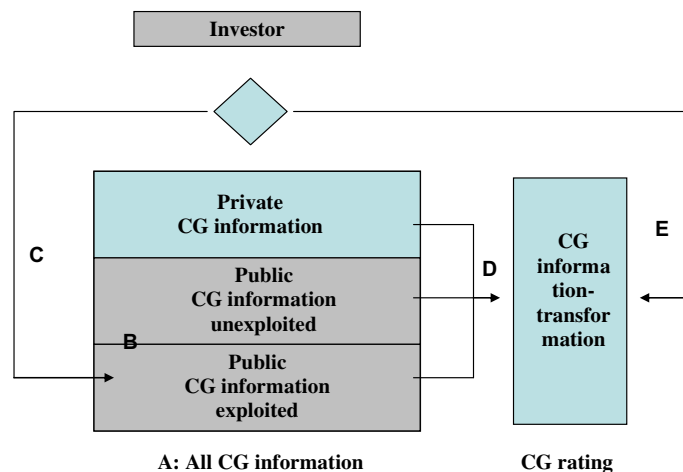 Investor
Private
CG information
C
Public
CG information
unexploited
B
Public
CG information
exploited
D
CG
informa
tion-
transfor
mation
E
A: All CG information
CG rating